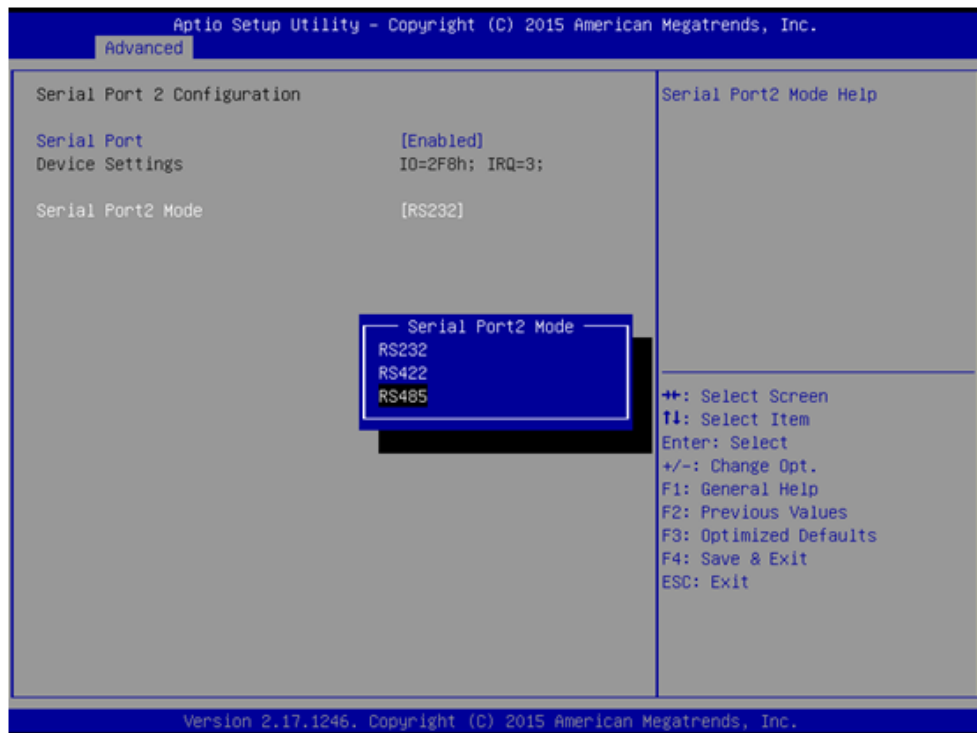 Aptio Setup Utility – Copyright (C) 2015 American Megatrends, Inc.
Advanced
Serial Port 2 Configuration
Serial Port [Enabled]
Device Settings IO=2F8h; IRQ=3;
Serial Port2 Mode [RS232]
Serial Port2 Mode
RS232
RS422
RS485
Serial Port2 Mode Help
→←: Select Screen
↑↓: Select Item
Enter: Select
+/-: Change Opt.
F1: General Help
F2: Previous Values
F3: Optimized Defaults
F4: Save & Exit
ESC: Exit
Version 2.17.1246. Copyright (C) 2015 American Megatrends, Inc.